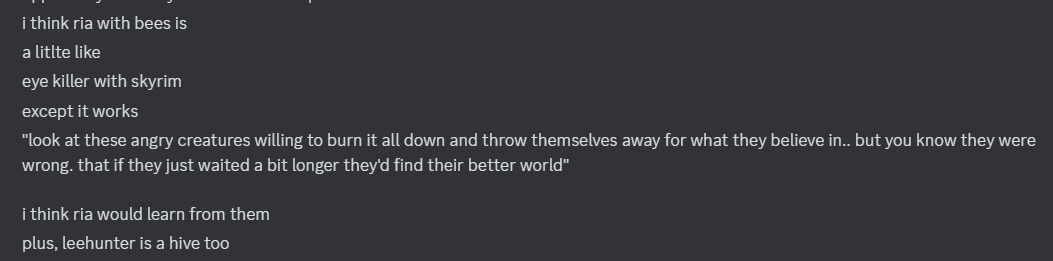 i think ria with bees is
a litlte like
eye killer with skyrim
except it works
"look at these angry creatures willing to burn it all down and throw themselves away for what they believe in.. but you know they were
wrong. that if they just waited a bit longer they'd find their better world"
i think ria would learn from them
plus, leehunter is a hive too